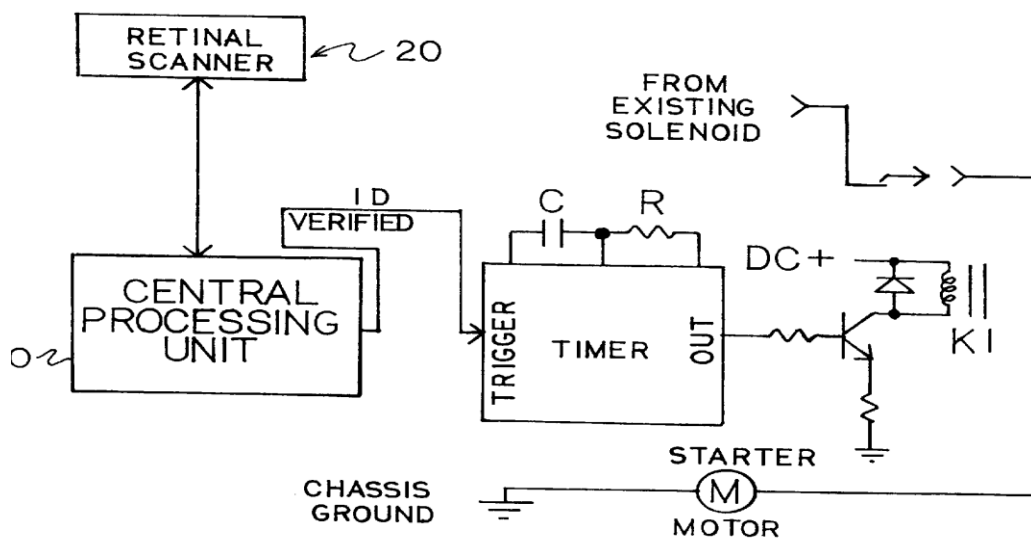 RETINAL
SCANNER
20
FROM
EXISTING
SOLENOID
ID
VERIFIED
C
R
DC+
CENTRAL
PROCESSING
UNIT
TRIGGER
TIMER
OUT
K1
STARTER
M
MOTOR
CHASSIS
GROUND